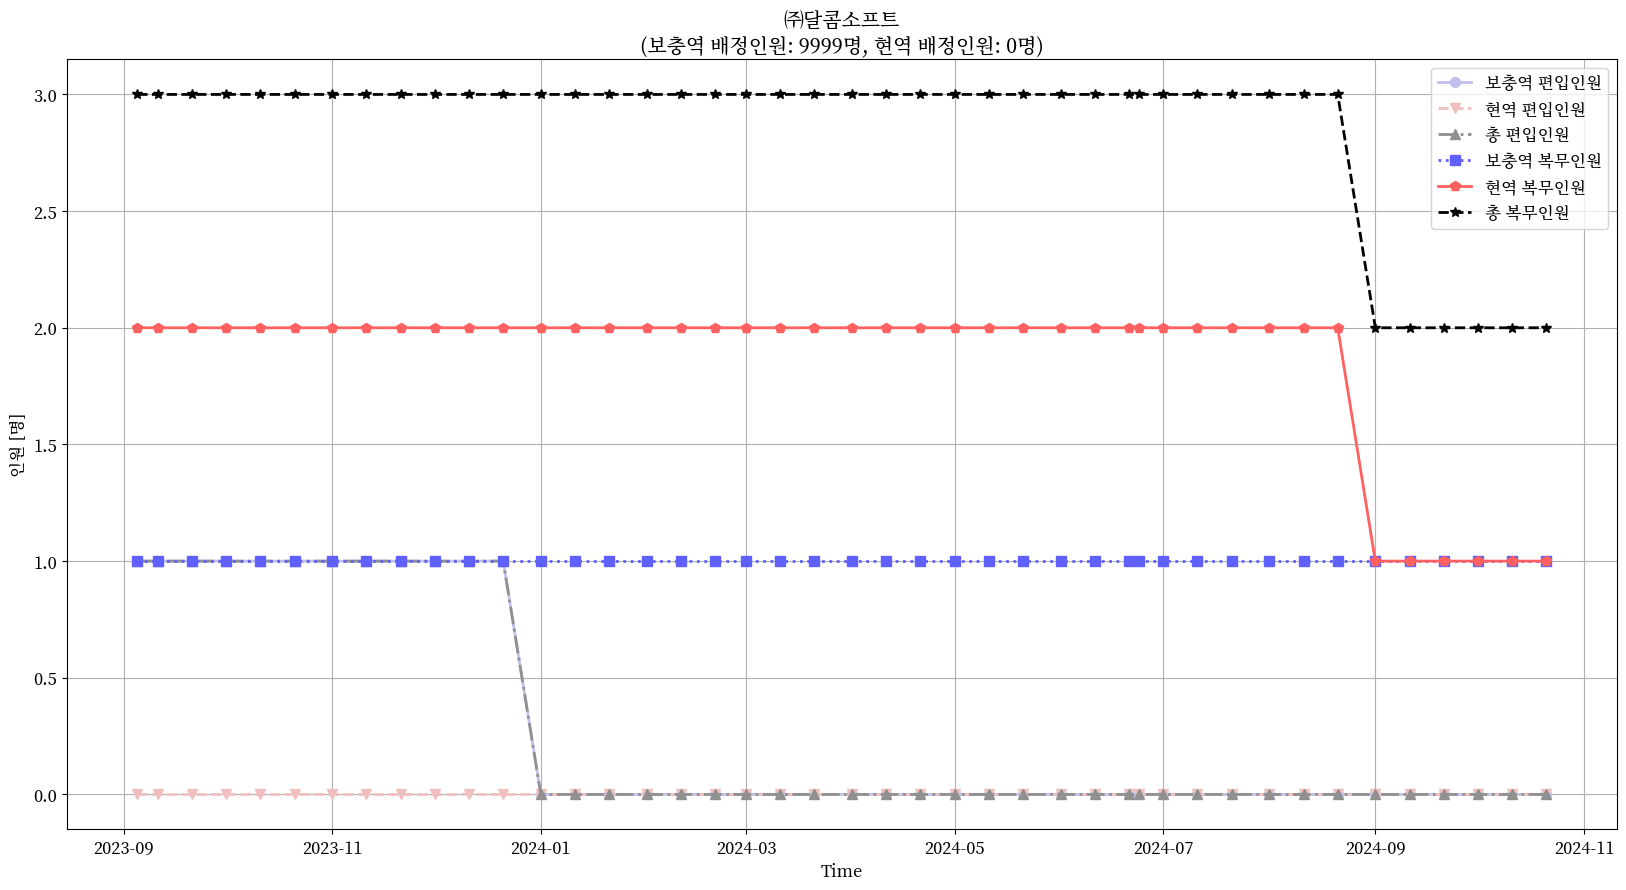 ㈜달콤소프트
(보충역 배정인원: 9999명, 현역 배정인원: 0명)
보충역 편입인원
현역 편입인원
총 편입인원
보충역 복무인원
현역 복무인원
총 복무인원
인원 [명]
3.0
2.5
2.0
1.5
1.0
0.5
0.0
2023-09
2023-11
2024-01
2024-03
2024-05
2024-07
2024-09
2024-11
Time